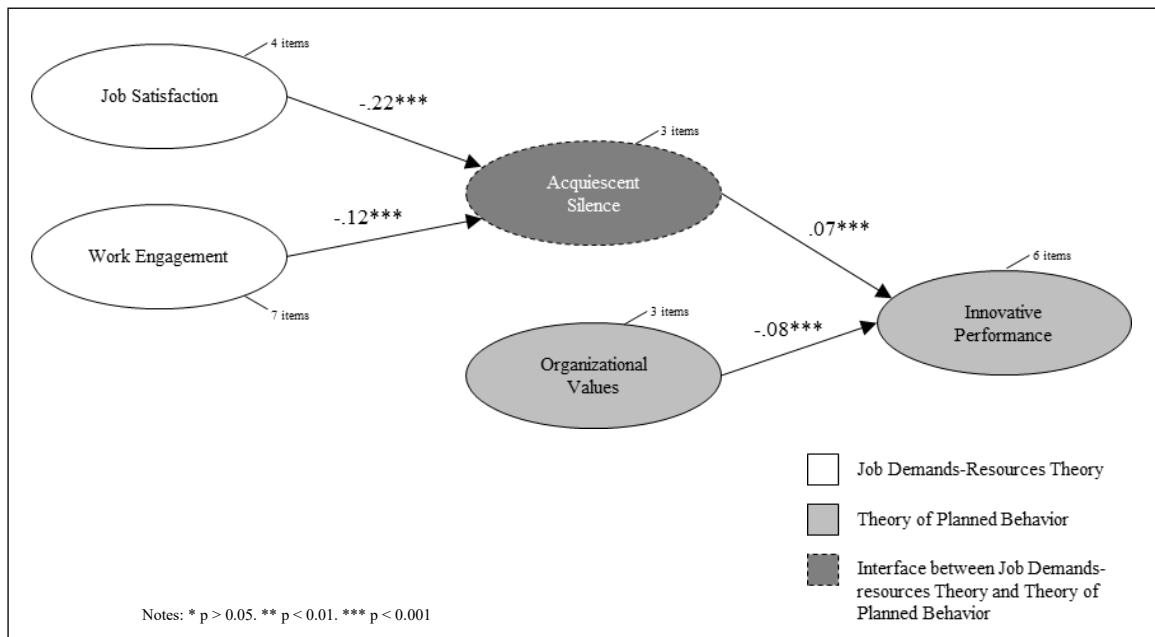 4 items
Job Satisfaction
-.22***
3 items
Acquiescent
Silence
Work Engagement
-.12***
7 items
.07***
6 items
Innovative
Performance
3 items
-.08***
Organizational
Values
Job Demands-Resources Theory
Theory of Planned Behavior
Interface between Job Demands-
resources Theory and Theory of
Planned Behavior
Notes: * p > 0.05. ** p < 0.01. *** p < 0.001